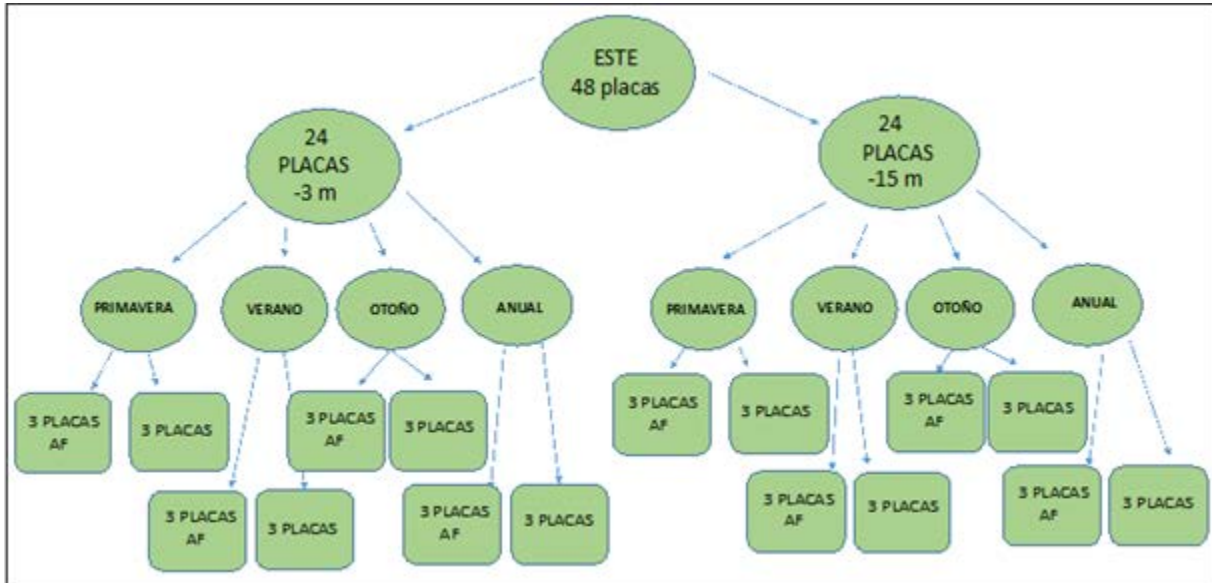 ESTE
48 placas
24
PLACAS
-3 m
24
PLACAS
-15 m
PRIMAVERA
VERANO
OTOÑO
ANUAL
PRIMAVERA
VERANO
OTOÑO
ANUAL
3 PLACAS
AF
3 PLACAS
3 PLACAS
AF
3 PLACAS
3 PLACAS
AF
3 PLACAS
3 PLACAS
AF
3 PLACAS
3 PLACAS
AF
3 PLACAS
3 PLACAS
AF
3 PLACAS
3 PLACAS
AF
3 PLACAS
3 PLACAS
AF
3 PLACAS